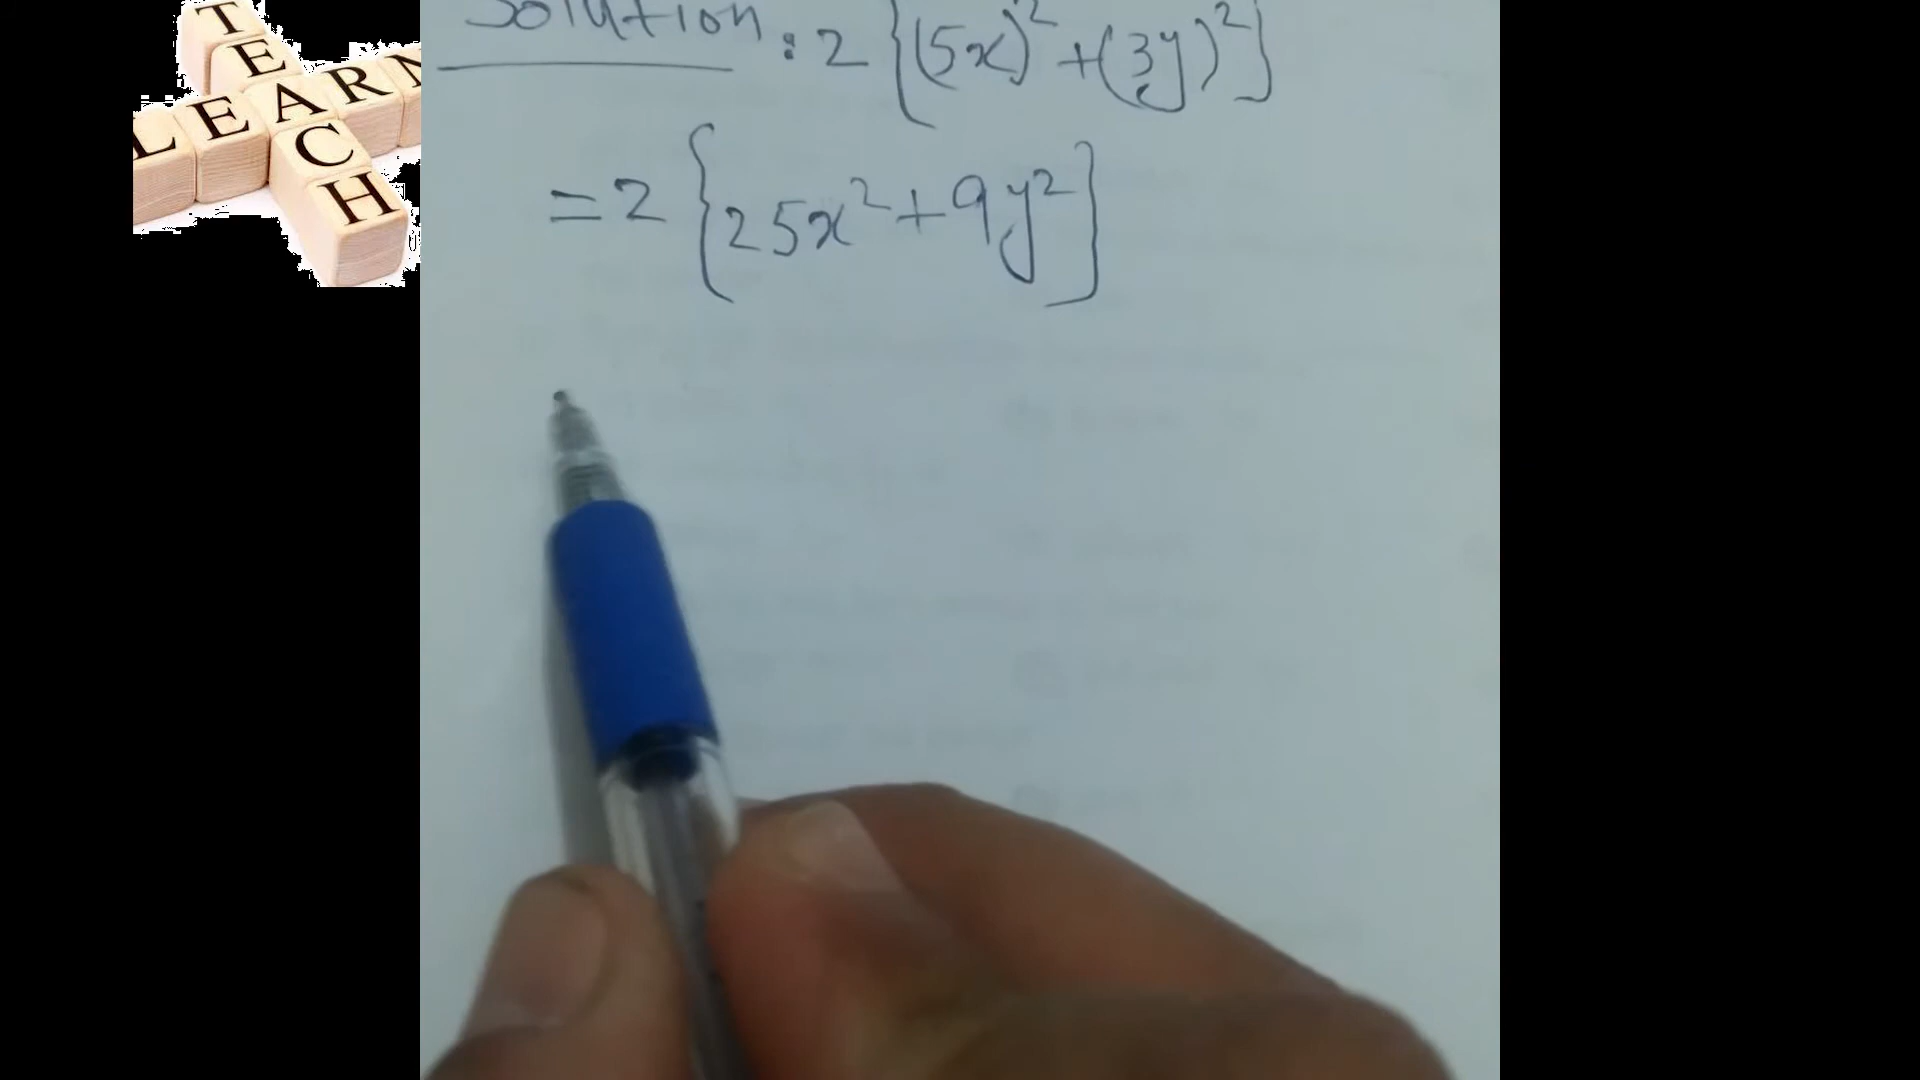 TEACH
LEARN
Solution : 2 {(5x)² + (3y)²}
= 2 {25x² + 9y²}